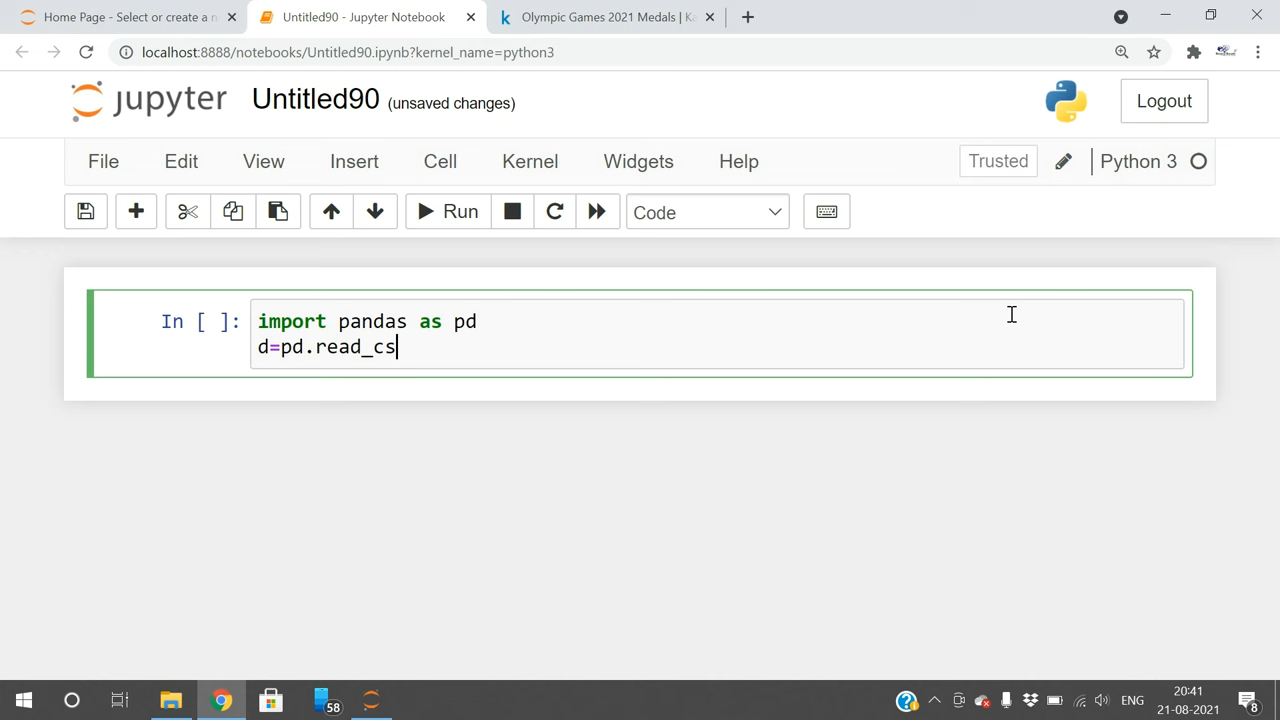 Home Page - Select or create a n
Untitled90 - Jupyter Notebook
k Olympic Games 2021 Medals | Ka
localhost:8888/notebooks/Untitled90.ipynb?kernel_name=python3
jupyter Untitled90 (unsaved changes)
Logout
File Edit View Insert Cell Kernel Widgets Help
Trusted
Python 3
Run
Code
In [ ]:
import pandas as pd
d=pd.read_cs
58
ENG
20:41
21-08-2021
8